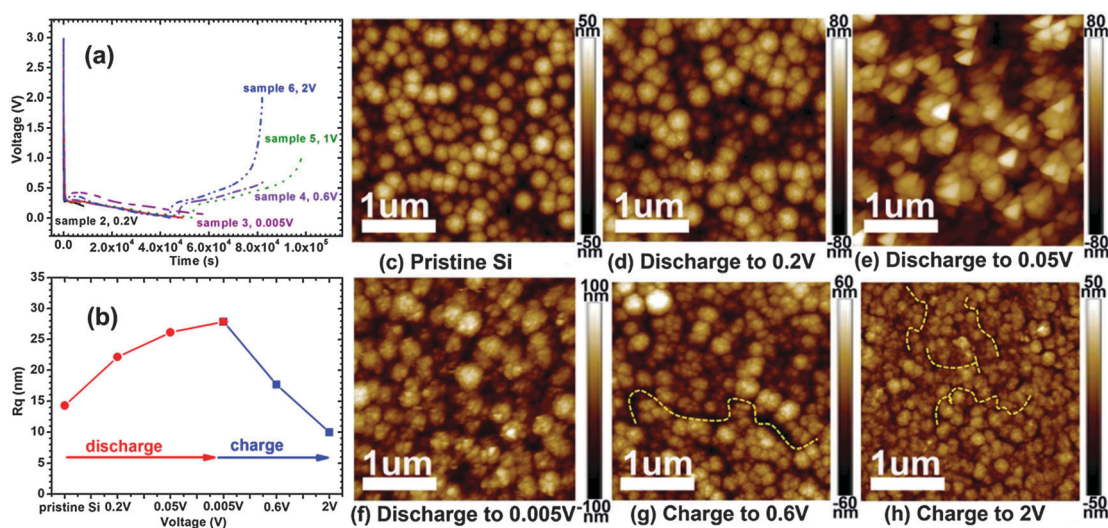 (a)
3.0
2.5
2.0
1.5
1.0
0.5
0.0
Voltage (V)
sample 6, 2V
sample 5, 1V
sample 4, 0.6V
sample 2, 0.2V
sample 3, 0.005V
0.0 2.0x10⁴ 4.0x10⁴ 6.0x10⁴ 8.0x10⁴ 1.0x10⁵
Time (s)
1um
50 nm
-50 nm
(c) Pristine Si
1um
80 nm
-80 nm
(d) Discharge to 0.2V
1um
80 nm
-80 nm
(e) Discharge to 0.05V
(b)
35
30
25
20
15
10
5
0
Rq (nm)
discharge charge
pristine Si 0.2V 0.05V 0.005V 0.6V 2V
Voltage (V)
1um
100 nm
-100 nm
(f) Discharge to 0.005V
1um
60 nm
-60 nm
(g) Charge to 0.6V
1um
50 nm
-50 nm
(h) Charge to 2V